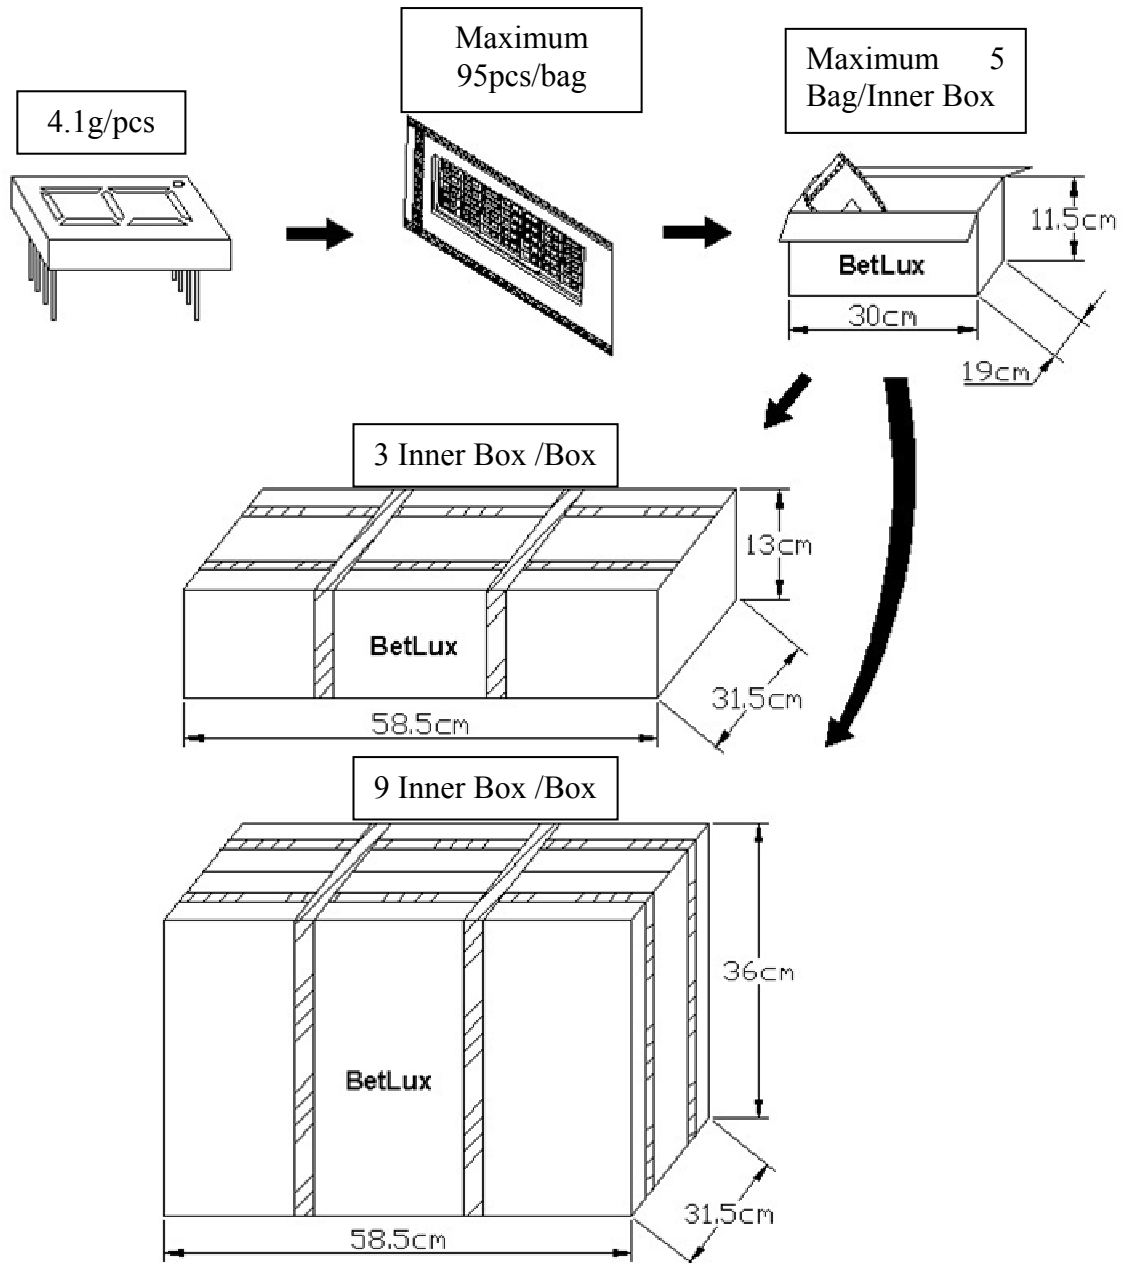 Maximum
95pcs/bag
Maximum 5
Bag/Inner Box
4.1g/pcs
11.5cm
BetLux
30cm
19cm
3 Inner Box /Box
13cm
BetLux
31.5cm
58.5cm
9 Inner Box /Box
36cm
BetLux
31.5cm
58.5cm